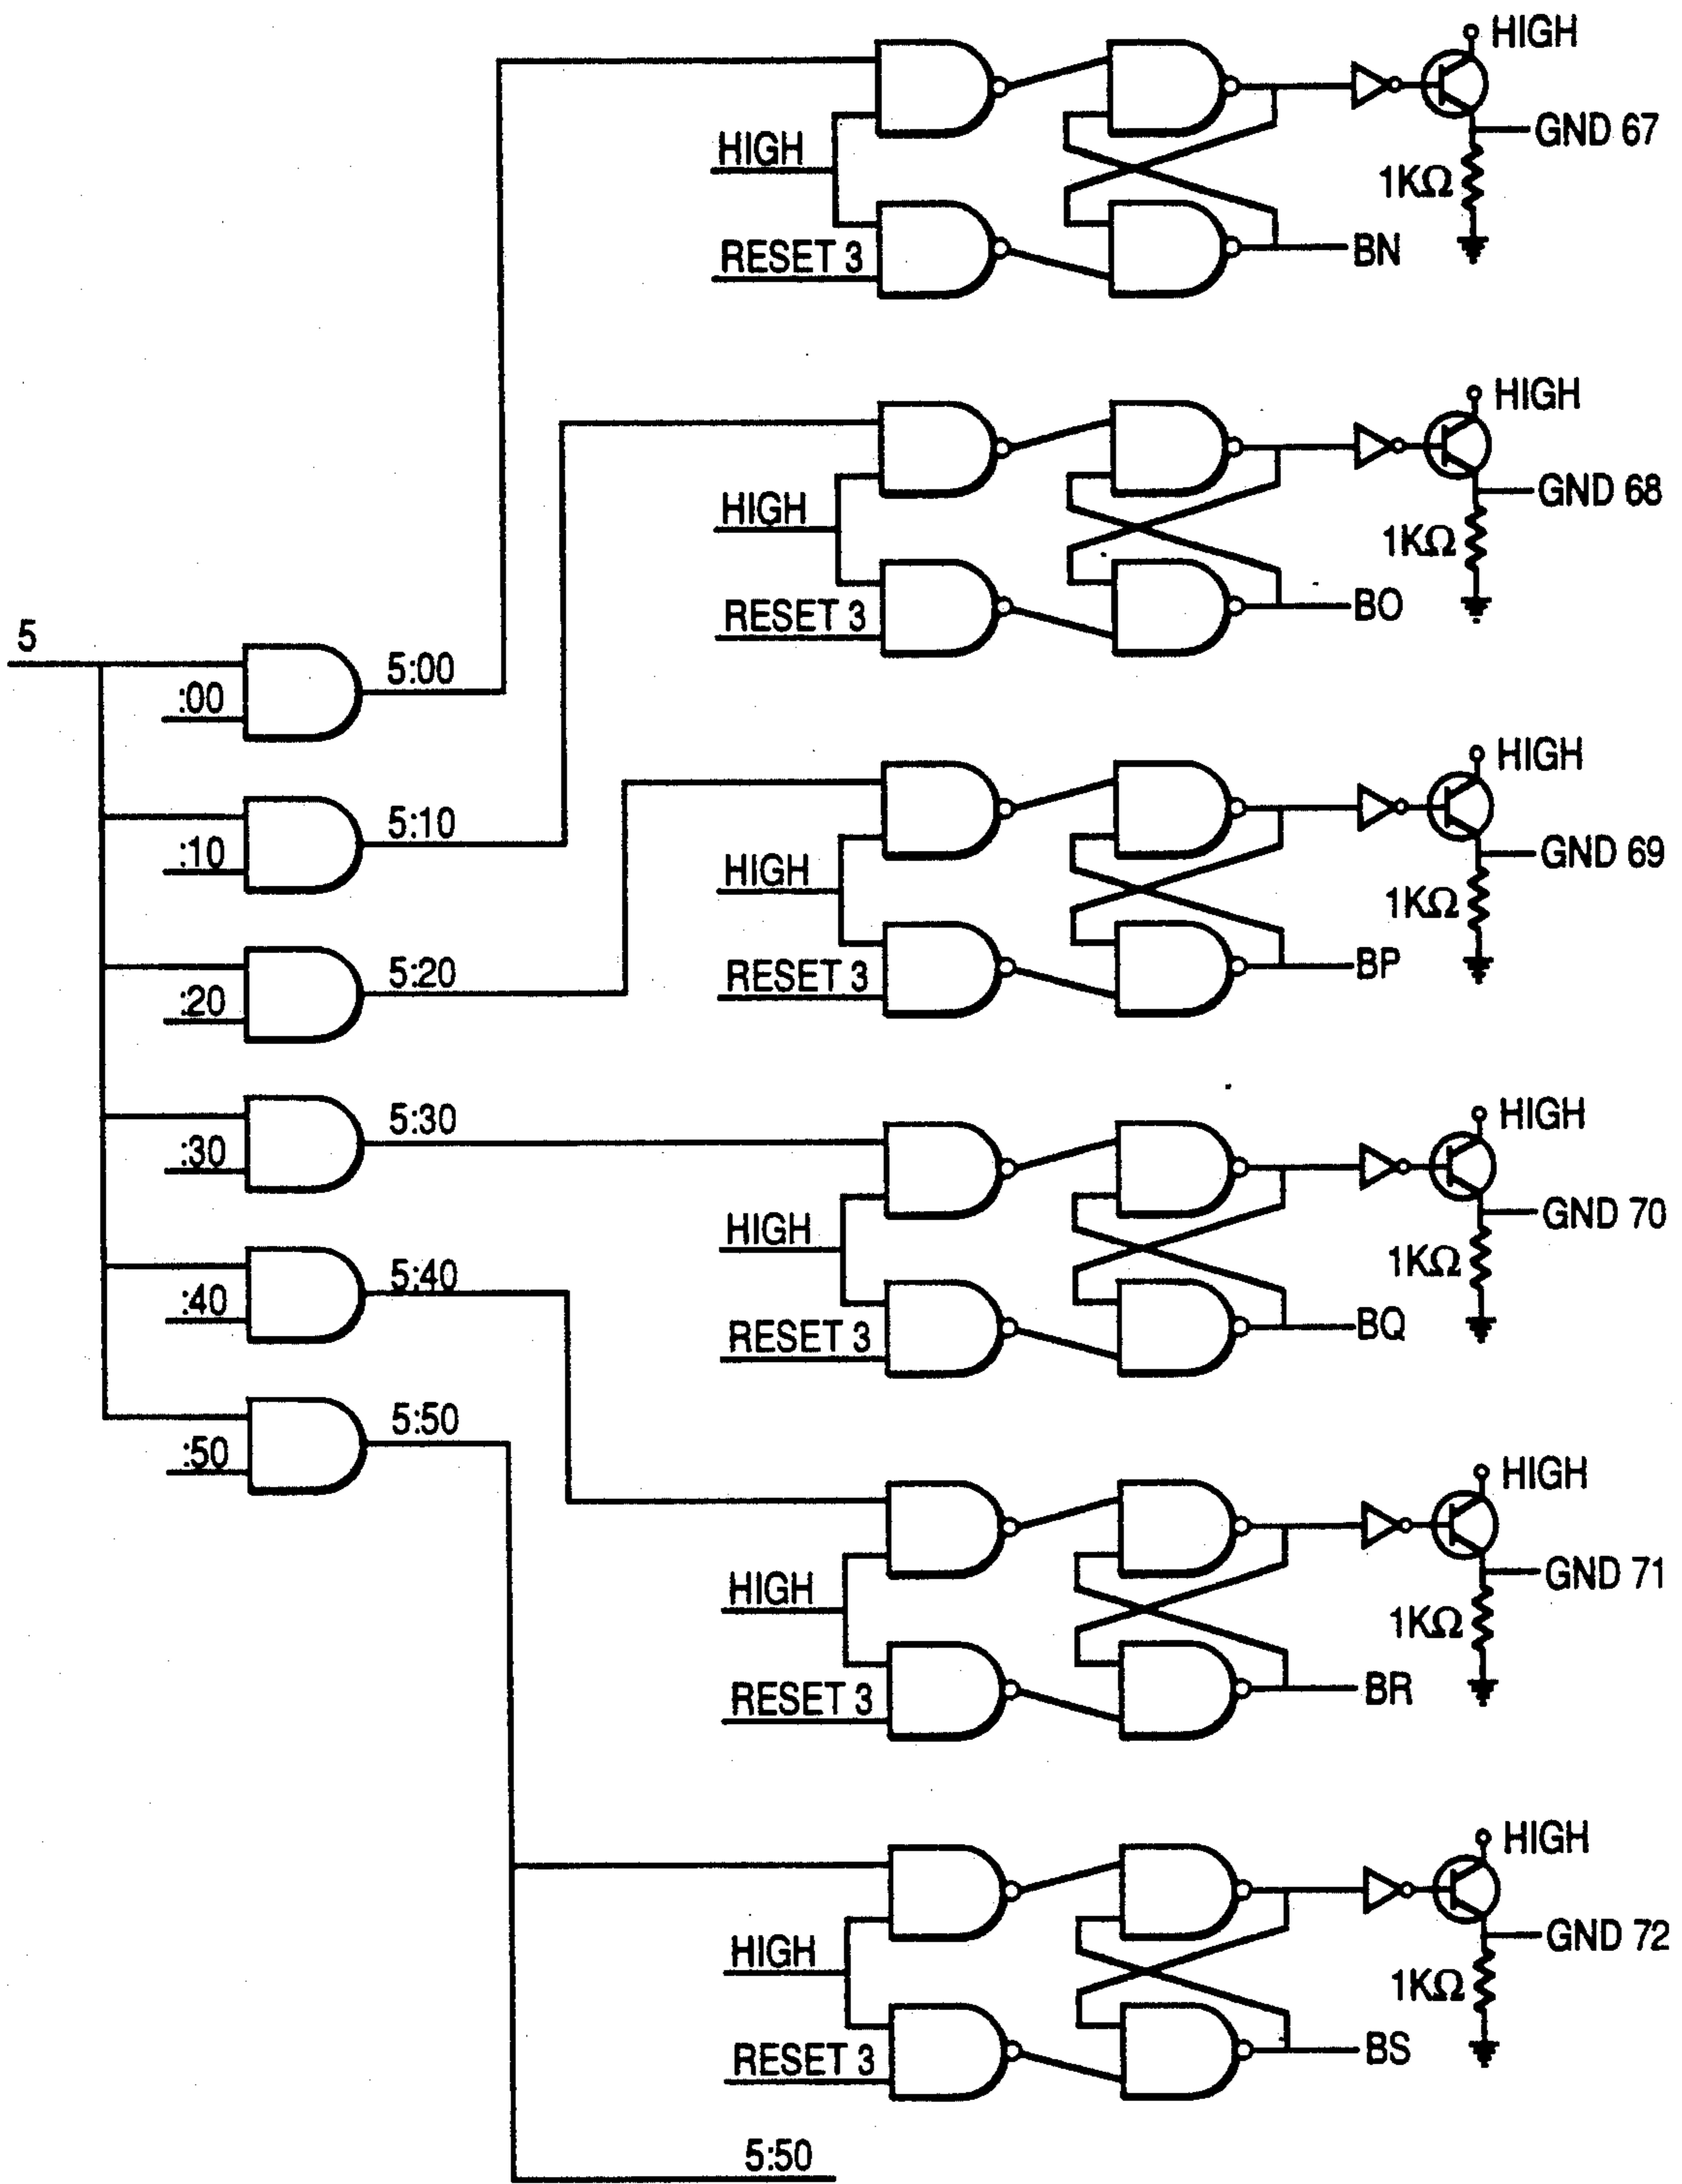 HIGH
GND 67
HIGH
1KΩ
RESET 3
BN
HIGH
GND 68
HIGH
1KΩ
RESET 3
BO
5
5:00
:00
HIGH
5:10
:10
GND 69
HIGH
1KΩ
RESET 3
BP
5:20
:20
HIGH
5:30
:30
GND 70
HIGH
1KΩ
RESET 3
BQ
5:40
:40
HIGH
5:50
:50
GND 71
HIGH
1KΩ
RESET 3
BR
HIGH
GND 72
HIGH
1KΩ
RESET 3
BS
5:50